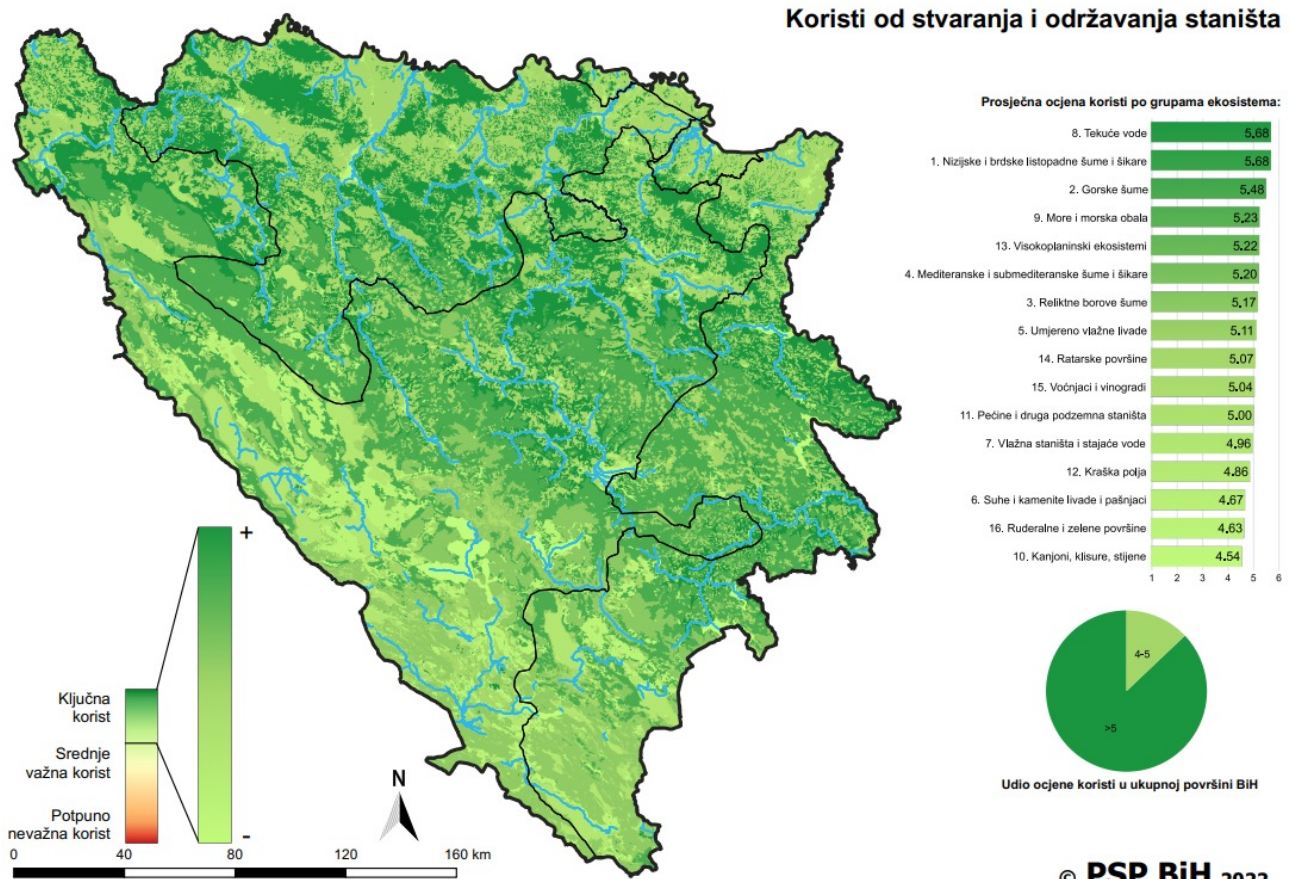 Koristi od stvaranja i održavanja staništa
Prosječna ocjena koristi po grupama ekosistema:
8. Tekuće vode 5,68
1. Nizijske i brdske listopadne šume i šikare 5,68
2. Gorske šume 5,48
9. More i morska obala 5,23
13. Visokoplaninski ekosistemi 5,22
4. Mediteranske i submediteranske šume i šikare 5,20
3. Reliktne borove šume 5,17
5. Umjereno vlažne livade 5,11
14. Ratarske površine 5,07
15. Voćnjaci i vinogradi 5,04
11. Pećine i druga podzemna staništa 5,00
7. Vlažna staništa i stajaće vode 4,96
12. Kraška polja 4,86
6. Suhe i kamenite livade i pašnjaci 4,67
16. Ruderalne i zelene površine 4,63
10. Kanjoni, klisure, stijene 4,54
1 2 3 4 5 6
4-5
>5
Udio ocjene koristi u ukupnoj površini BiH
+
-
Ključna
korist
Srednje
važna korist
Potpuno
nevažna korist
N
0 40 80 120 160 km
© PSP BiH 2022